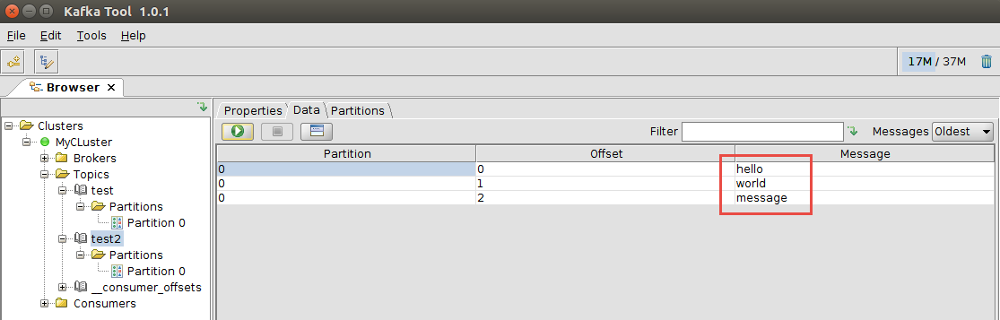 Kafka Tool 1.0.1
File Edit Tools Help
17M / 37M
Browser
Clusters
MyCLuster
Brokers
Topics
test
Partitions
Partition 0
test2
Partitions
Partition 0
__consumer_offsets
Consumers
Properties Data Partitions
Filter Messages Oldest
Partition Offset Message
0 0 hello
0 1 world
0 2 message